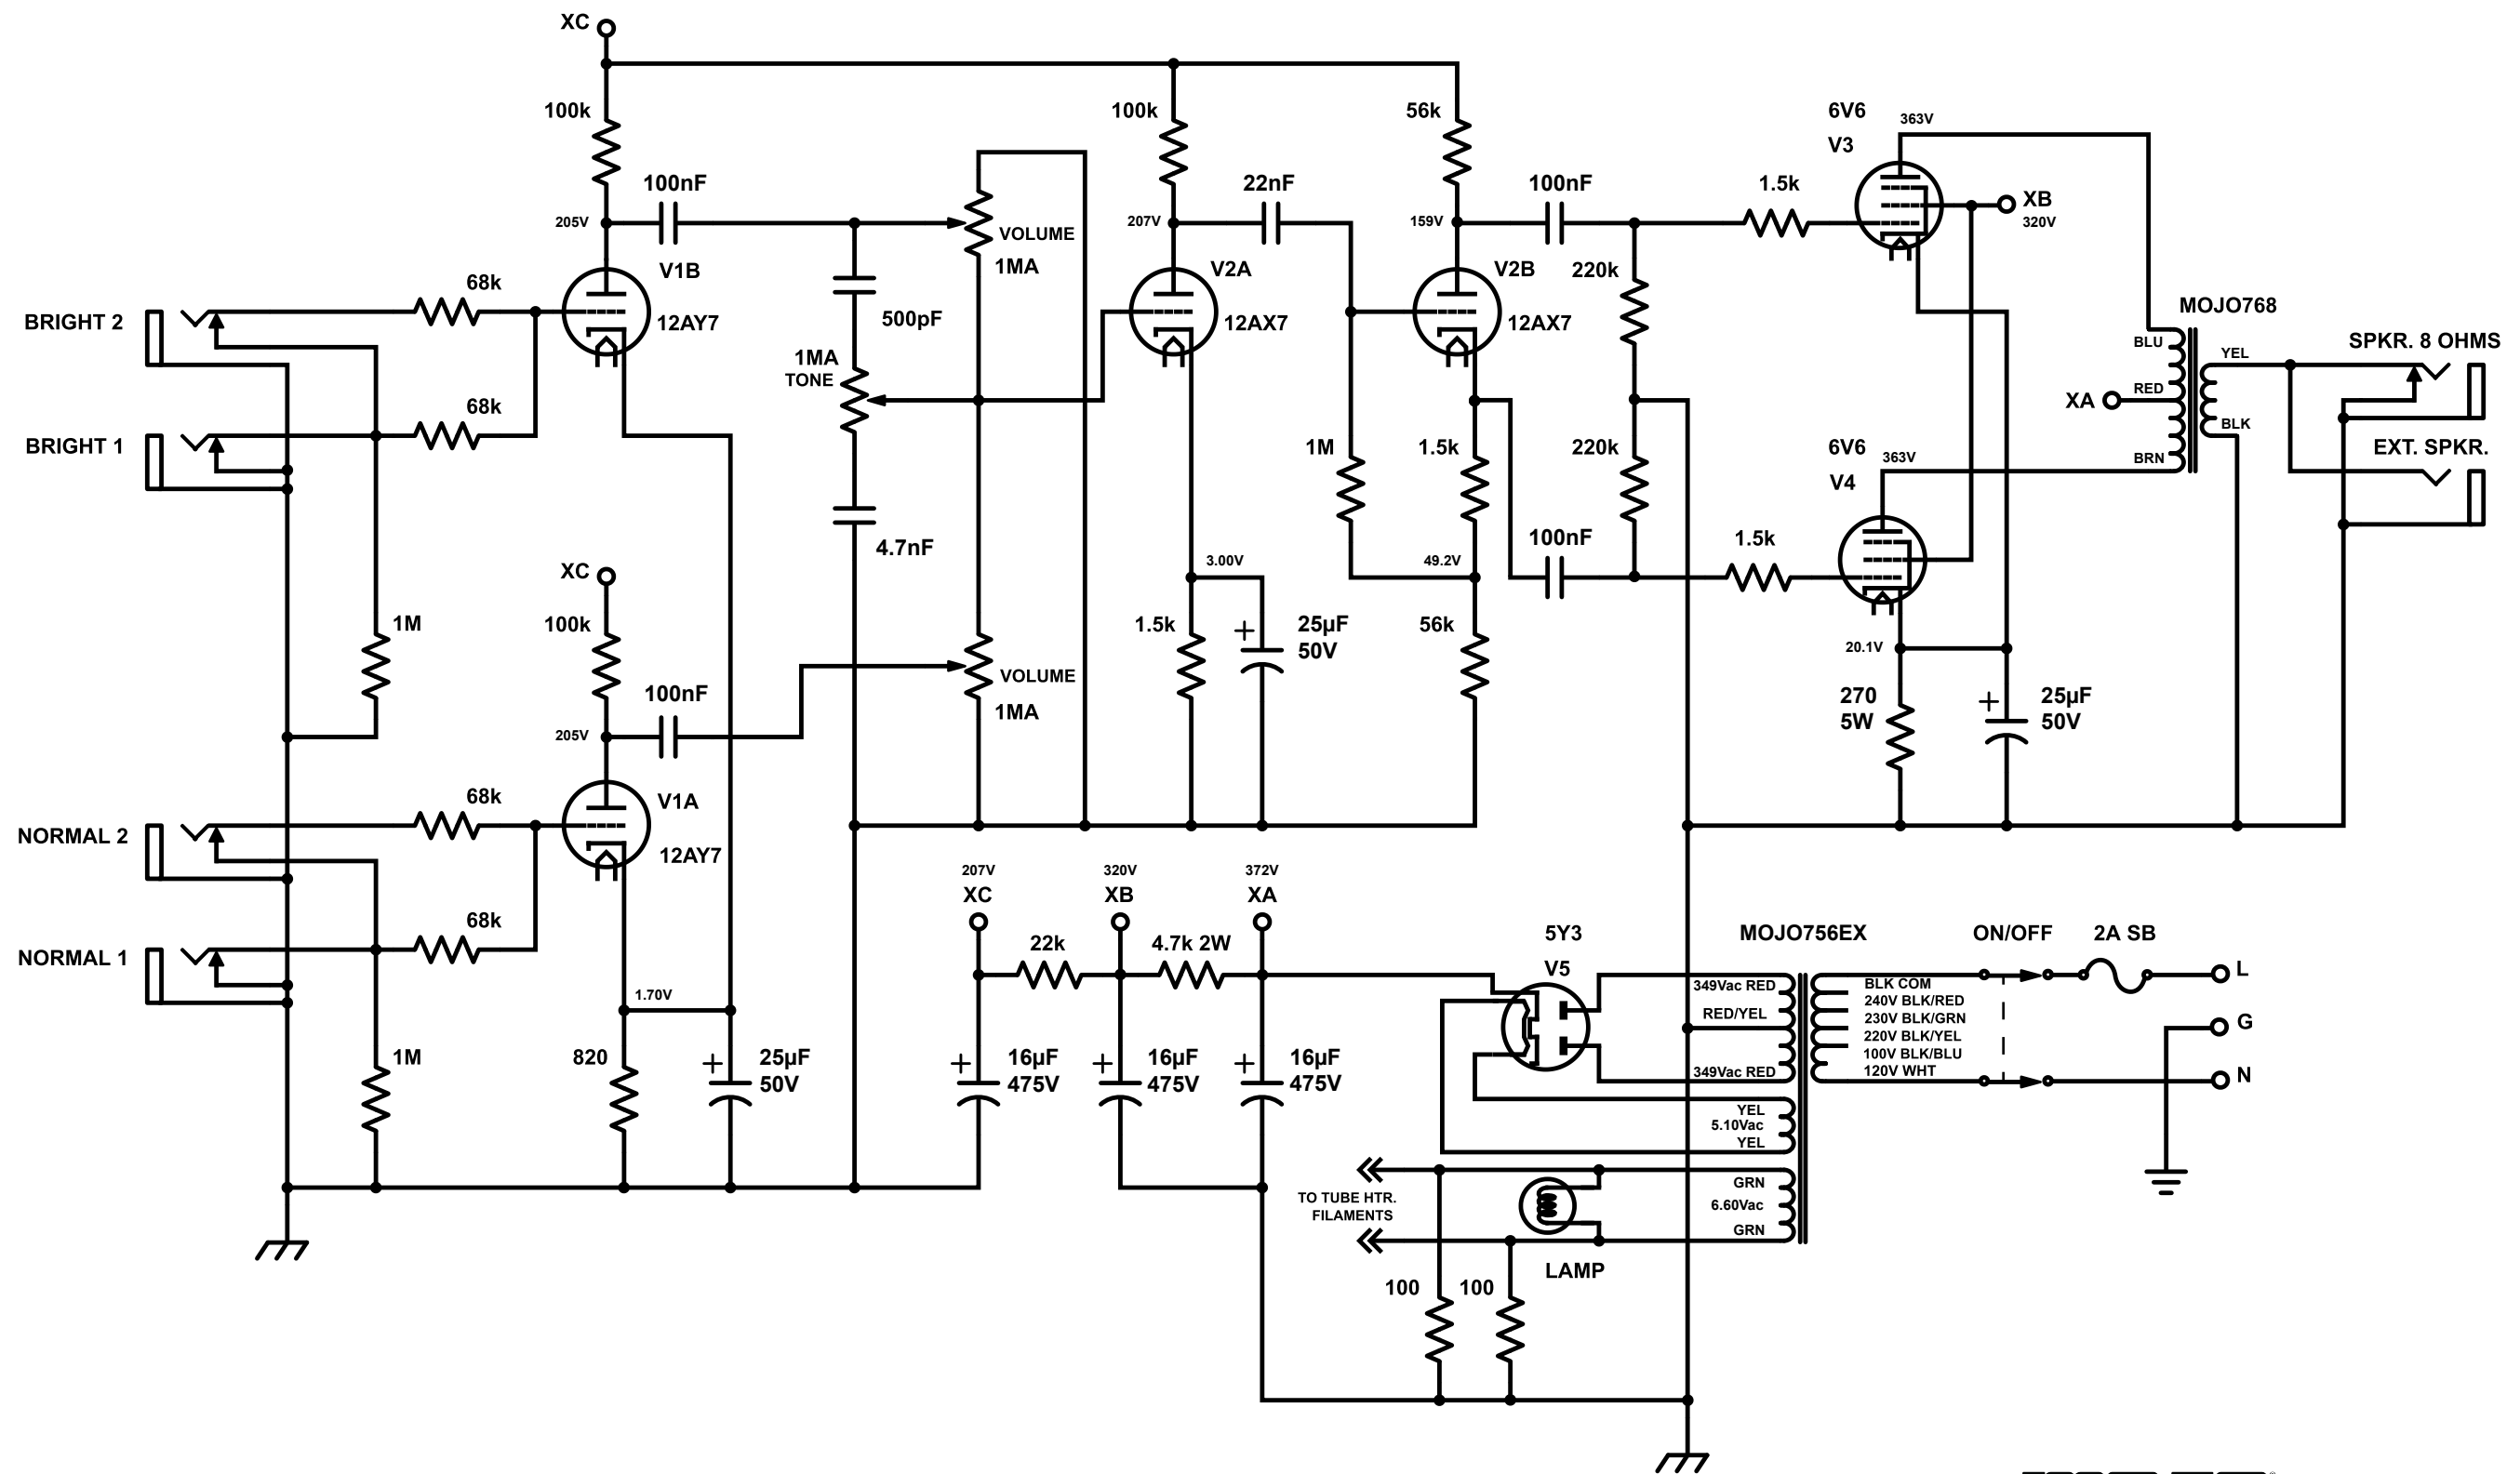 XC
100k
100k
56k
6V6
363V
V3
100nF
22nF
100nF
1.5k
XB
320V
205V
207V
159V
VOLUME
1MA
V1B
V2A
V2B
220k
68k
BRIGHT 2
12AY7
500pF
12AX7
12AX7
MOJO768
SPKR. 8 OHMS
BLU
YEL
1MA
TONE
RED
XA
68k
BLK
BRIGHT 1
1M
1.5k
220k
6V6
363V
BRN
EXT. SPKR.
V4
4.7nF
100nF
1.5k
3.00V
49.2V
XC
1M
100k
1.5k
25µF
50V
56k
20.1V
VOLUME
1MA
100nF
270
5W
25µF
50V
205V
68k
V1A
NORMAL 2
12AY7
207V
XC
320V
XB
372V
XA
68k
22k
4.7k 2W
5Y3
V5
MOJO756EX
ON/OFF
2A SB
L
NORMAL 1
349Vac RED
BLK COM
240V BLK/RED
RED/YEL
230V BLK/GRN
G
220V BLK/YEL
100V BLK/BLU
349Vac RED
120V WHT
N
1.70V
1M
820
25µF
50V
16µF
475V
16µF
475V
16µF
475V
YEL
5.10Vac
YEL
TO TUBE HTR.
FILAMENTS
GRN
6.60Vac
GRN
LAMP
100
100